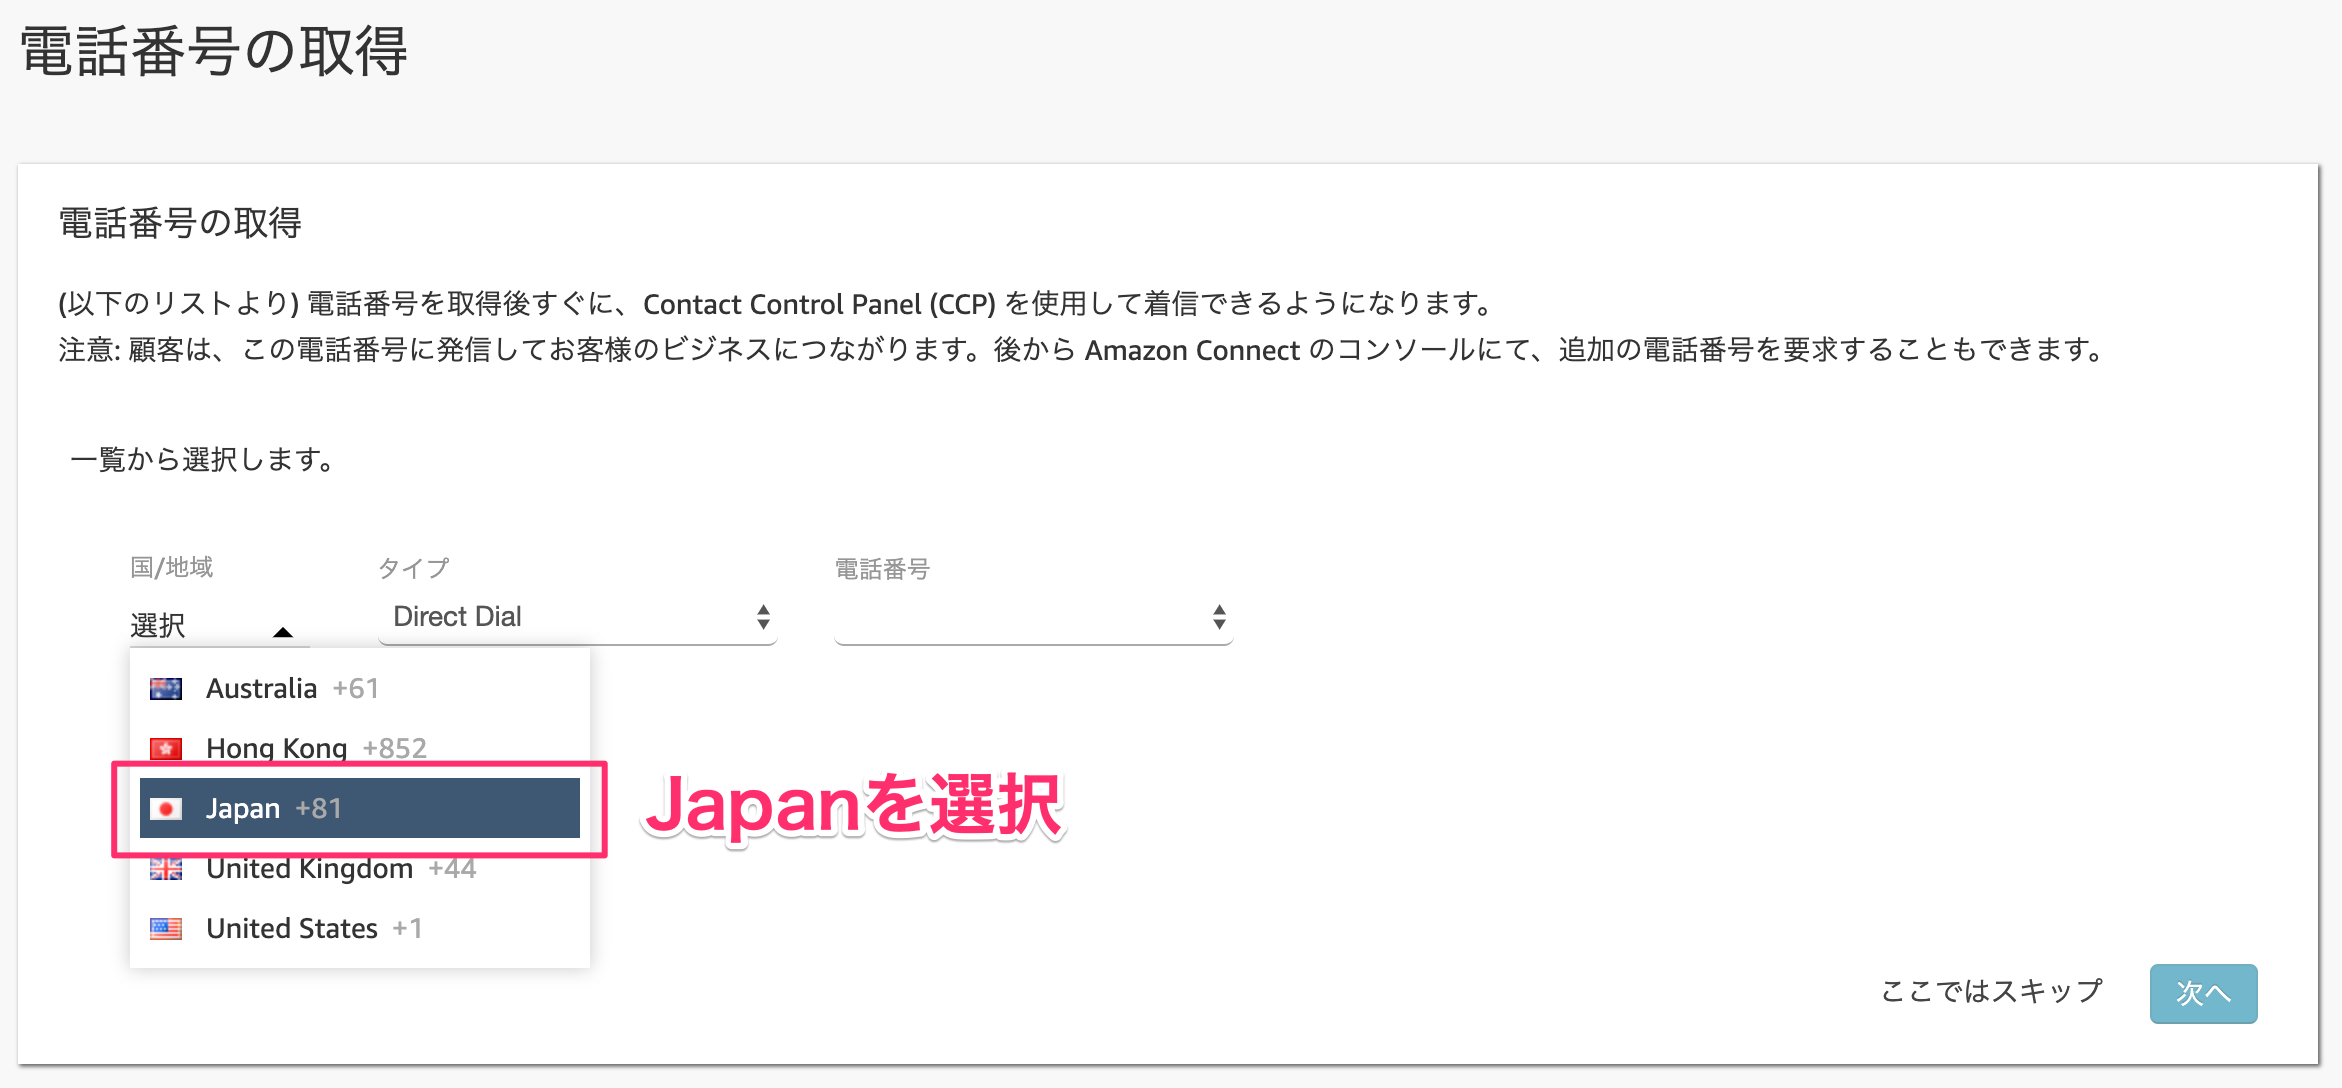 電話番号の取得
電話番号の取得
(以下のリストより) 電話番号を取得後すぐに、Contact Control Panel (CCP) を使用して着信できるようになります。
注意: 顧客は、この電話番号に発信してお客様のビジネスにつながります。後から Amazon Connect のコンソールにて、追加の電話番号を要求することもできます。
一覧から選択します。
国/地域 タイプ 電話番号
選択 Direct Dial
Australia +61
Hong Kong +852
Japan +81 Japanを選択
United Kingdom +44
United States +1
ここではスキップ 次へ